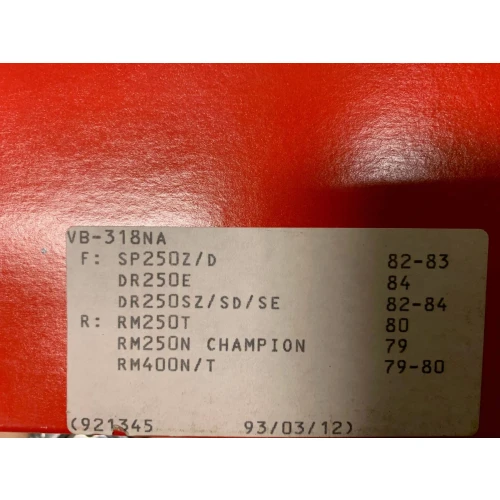 VB-318NA
F: SP250Z/D 82-83
DR250E 84
DR250SZ/SD/SE 82-84
R: RM250T 80
RM250N CHAMPION 79
RM400N/T 79-80
(921345 93/03/12)